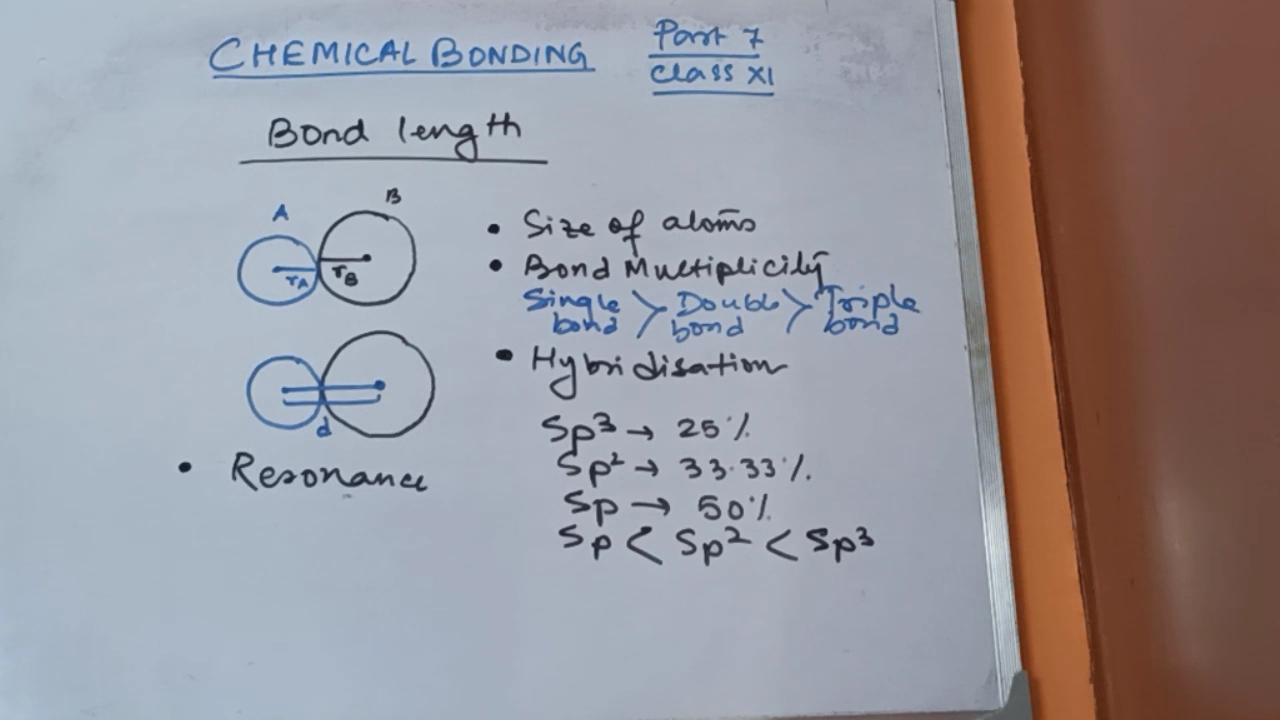 CHEMICAL BONDING
Part 7
Class XI
Bond length
A
B
rA
rB
d
• Resonance
• Size of atoms
• Bond Multiplicity
Single bond > Double bond > Triple bond
• Hybridisation
Sp³ → 25%
Sp² → 33.33%.
Sp → 50%
Sp < Sp² < Sp³